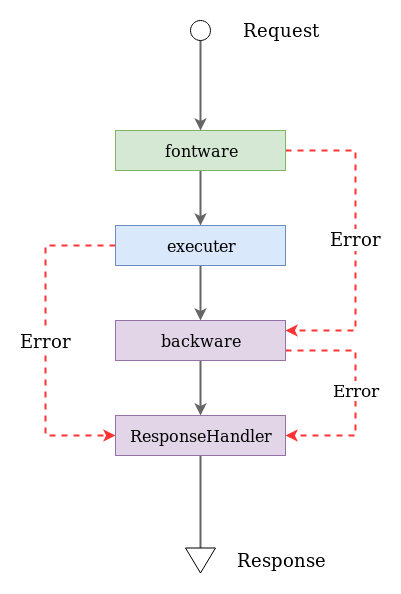 Request
fontware
Error
executer
Error
backware
Error
ResponseHandler
Response